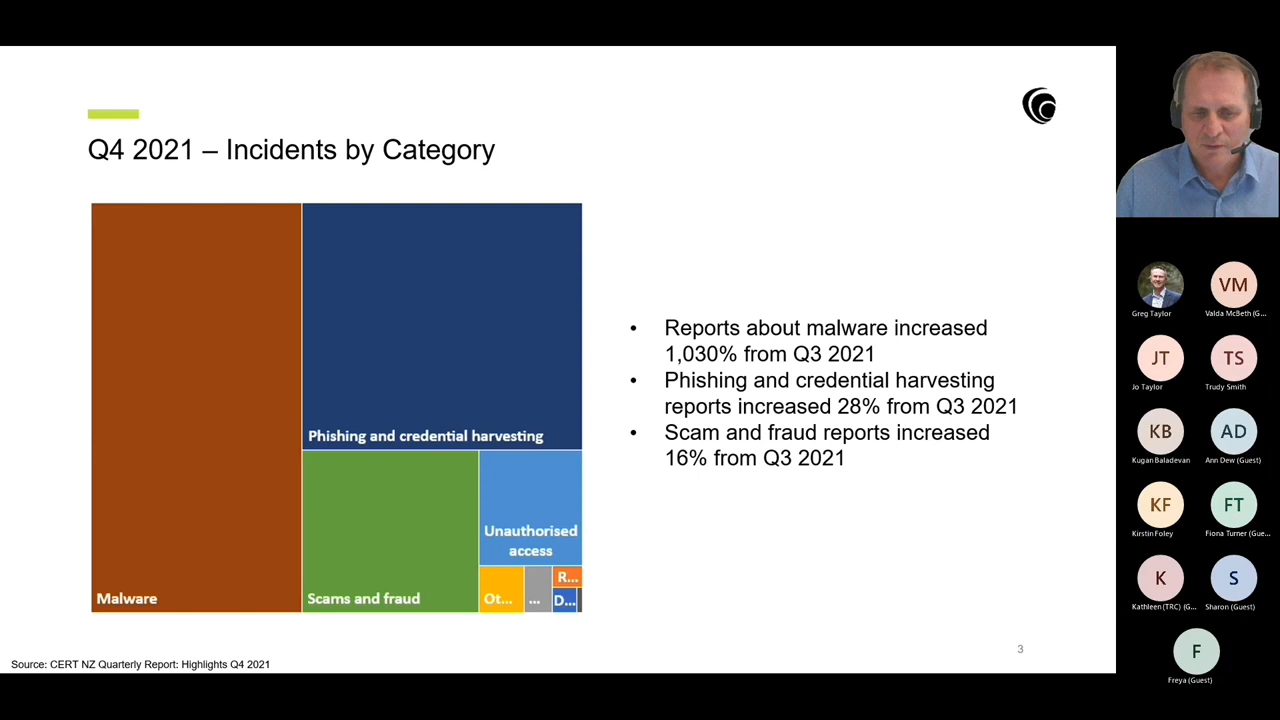 Q4 2021 – Incidents by Category
Phishing and credential harvesting
Unauthorised
access
Malware
Scams and fraud
Ot...
...
R...
D...
• Reports about malware increased
1,030% from Q3 2021
• Phishing and credential harvesting
reports increased 28% from Q3 2021
• Scam and fraud reports increased
16% from Q3 2021
3
Source: CERT NZ Quarterly Report: Highlights Q4 2021
Greg Taylor
VM
Valda McBeth (G...
JT
Jo Taylor
TS
Trudy Smith
KB
Kugan Baladevan
AD
Ann Dew (Guest)
KF
Kirstin Foley
FT
Fiona Turner (Gue...
K
Kathleen (TRC) (G...
S
Sharon (Guest)
F
Freya (Guest)